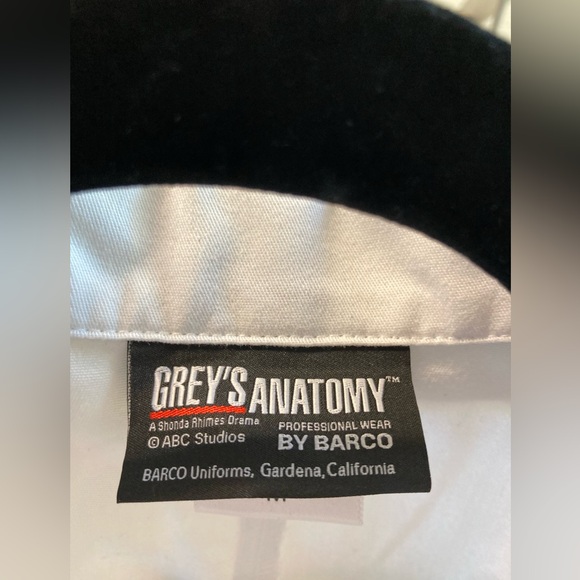 GREY'S ANATOMY™
A Shonda Rhimes Drama PROFESSIONAL WEAR
© ABC Studios BY BARCO
BARCO Uniforms, Gardena, California